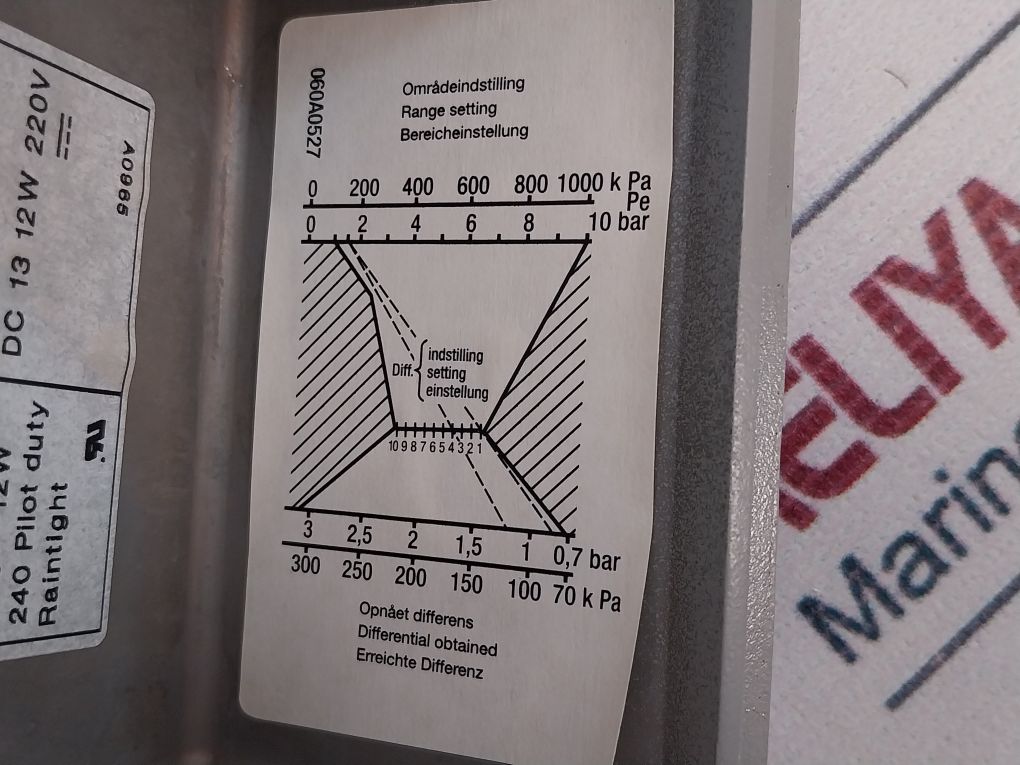 DC 13 12W 220V
A0965
12W
240 Pilot duty
Raintight
060A0527
Områdeindstilling
Range setting
Bereicheinstellung
0 200 400 600 800 1000 k Pa
Pe
0 2 4 6 8 10 bar
Diff.
indstilling
setting
einstellung
10 9 8 7 6 5 4 3 2 1
3 2,5 2 1,5 1 0,7 bar
300 250 200 150 100 70 k Pa
Opnået differens
Differential obtained
Erreichte Differenz
ELIYA
Marin